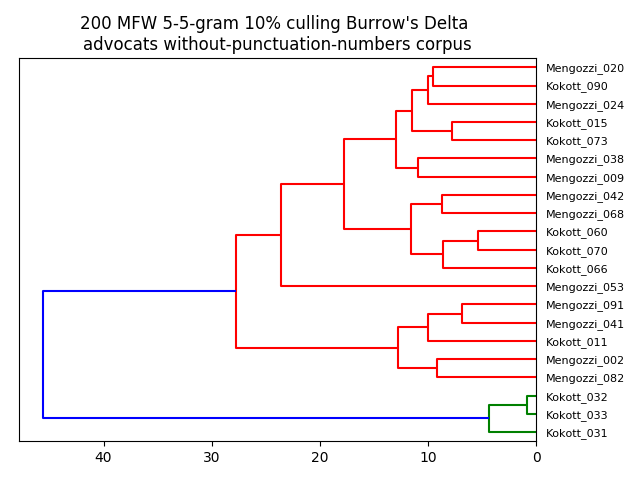 200 MFW 5-5-gram 10% culling Burrow's Delta
advocats without-punctuation-numbers corpus
Mengozzi_020
Kokott_090
Mengozzi_024
Kokott_015
Kokott_073
Mengozzi_038
Mengozzi_009
Mengozzi_042
Mengozzi_068
Kokott_060
Kokott_070
Kokott_066
Mengozzi_053
Mengozzi_091
Mengozzi_041
Kokott_011
Mengozzi_002
Mengozzi_082
Kokott_032
Kokott_033
Kokott_031
40 30 20 10 0